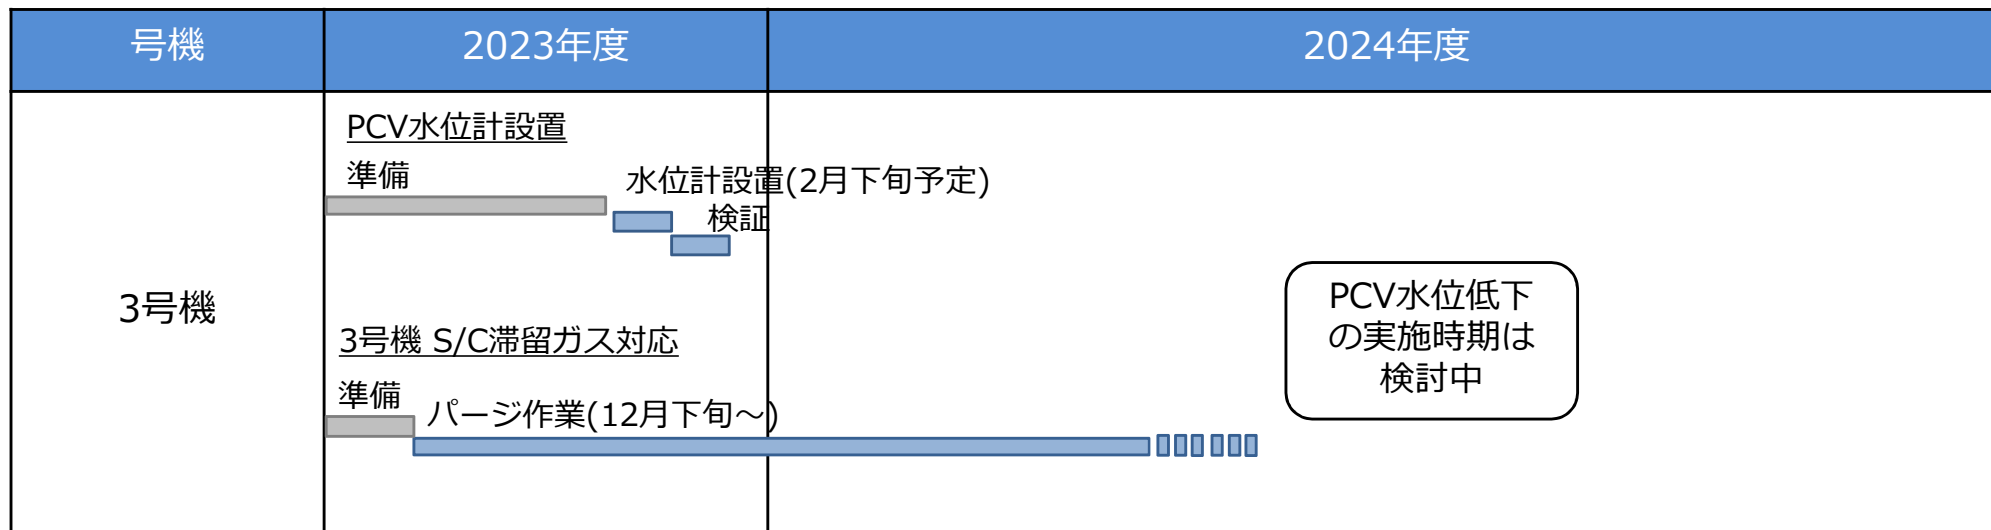 号機
2023年度
2024年度
3号機
PCV水位計設置
準備
水位計設置(2月下旬予定)
検証
3号機 S/C滞留ガス対応
準備
パージ作業(12月下旬～)
PCV水位低下
の実施時期は
検討中